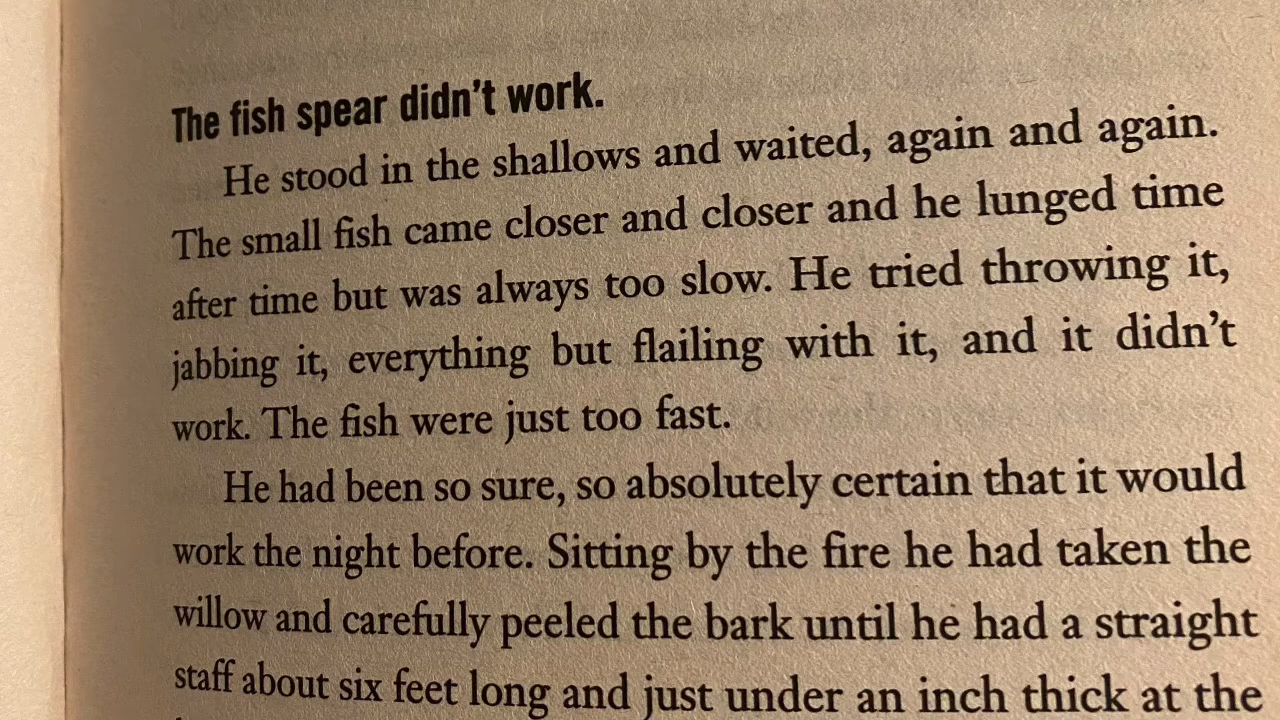 The fish spear didn't work.
He stood in the shallows and waited, again and again.
The small fish came closer and closer and he lunged time
after time but was always too slow. He tried throwing it,
jabbing it, everything but flailing with it, and it didn't
work. The fish were just too fast.
He had been so sure, so absolutely certain that it would
work the night before. Sitting by the fire he had taken the
willow and carefully peeled the bark until he had a straight
staff about six feet long and just under an inch thick at the